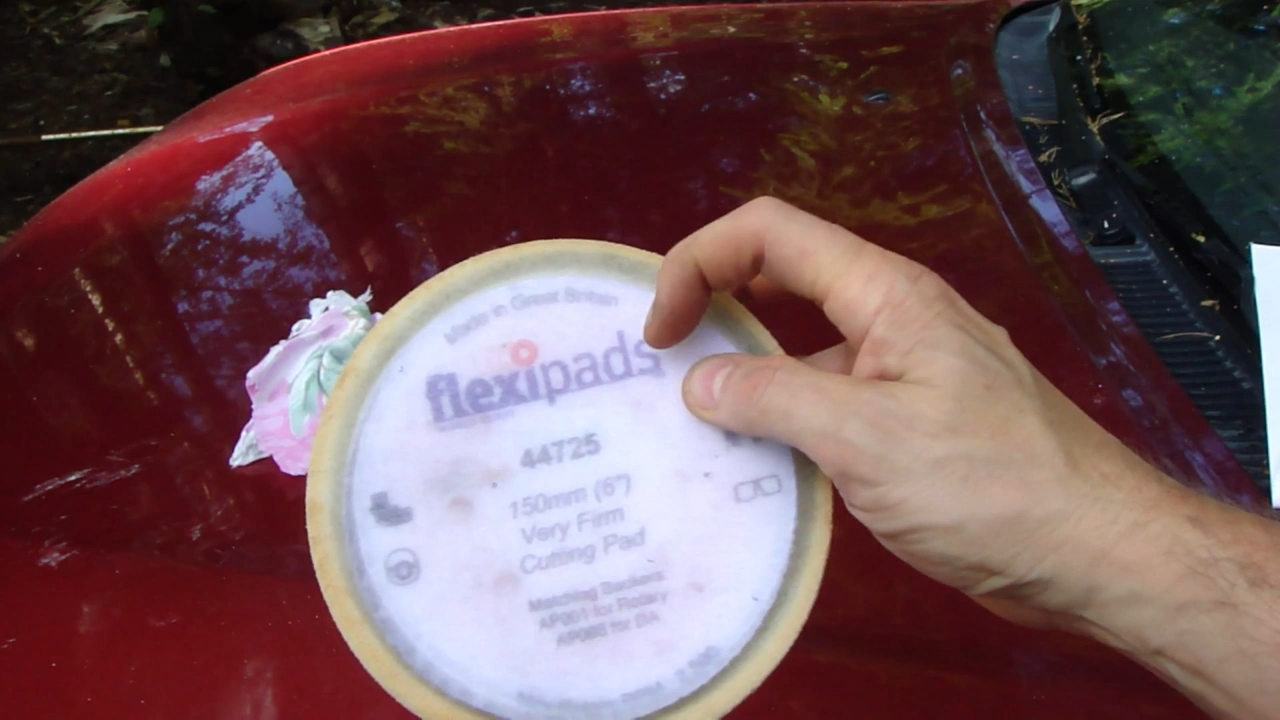 Made in Great Britain
flexipads
44725
150mm (6")
Very Firm
Cutting Pad
Matching Backers
AP001 for Rotary
for DA